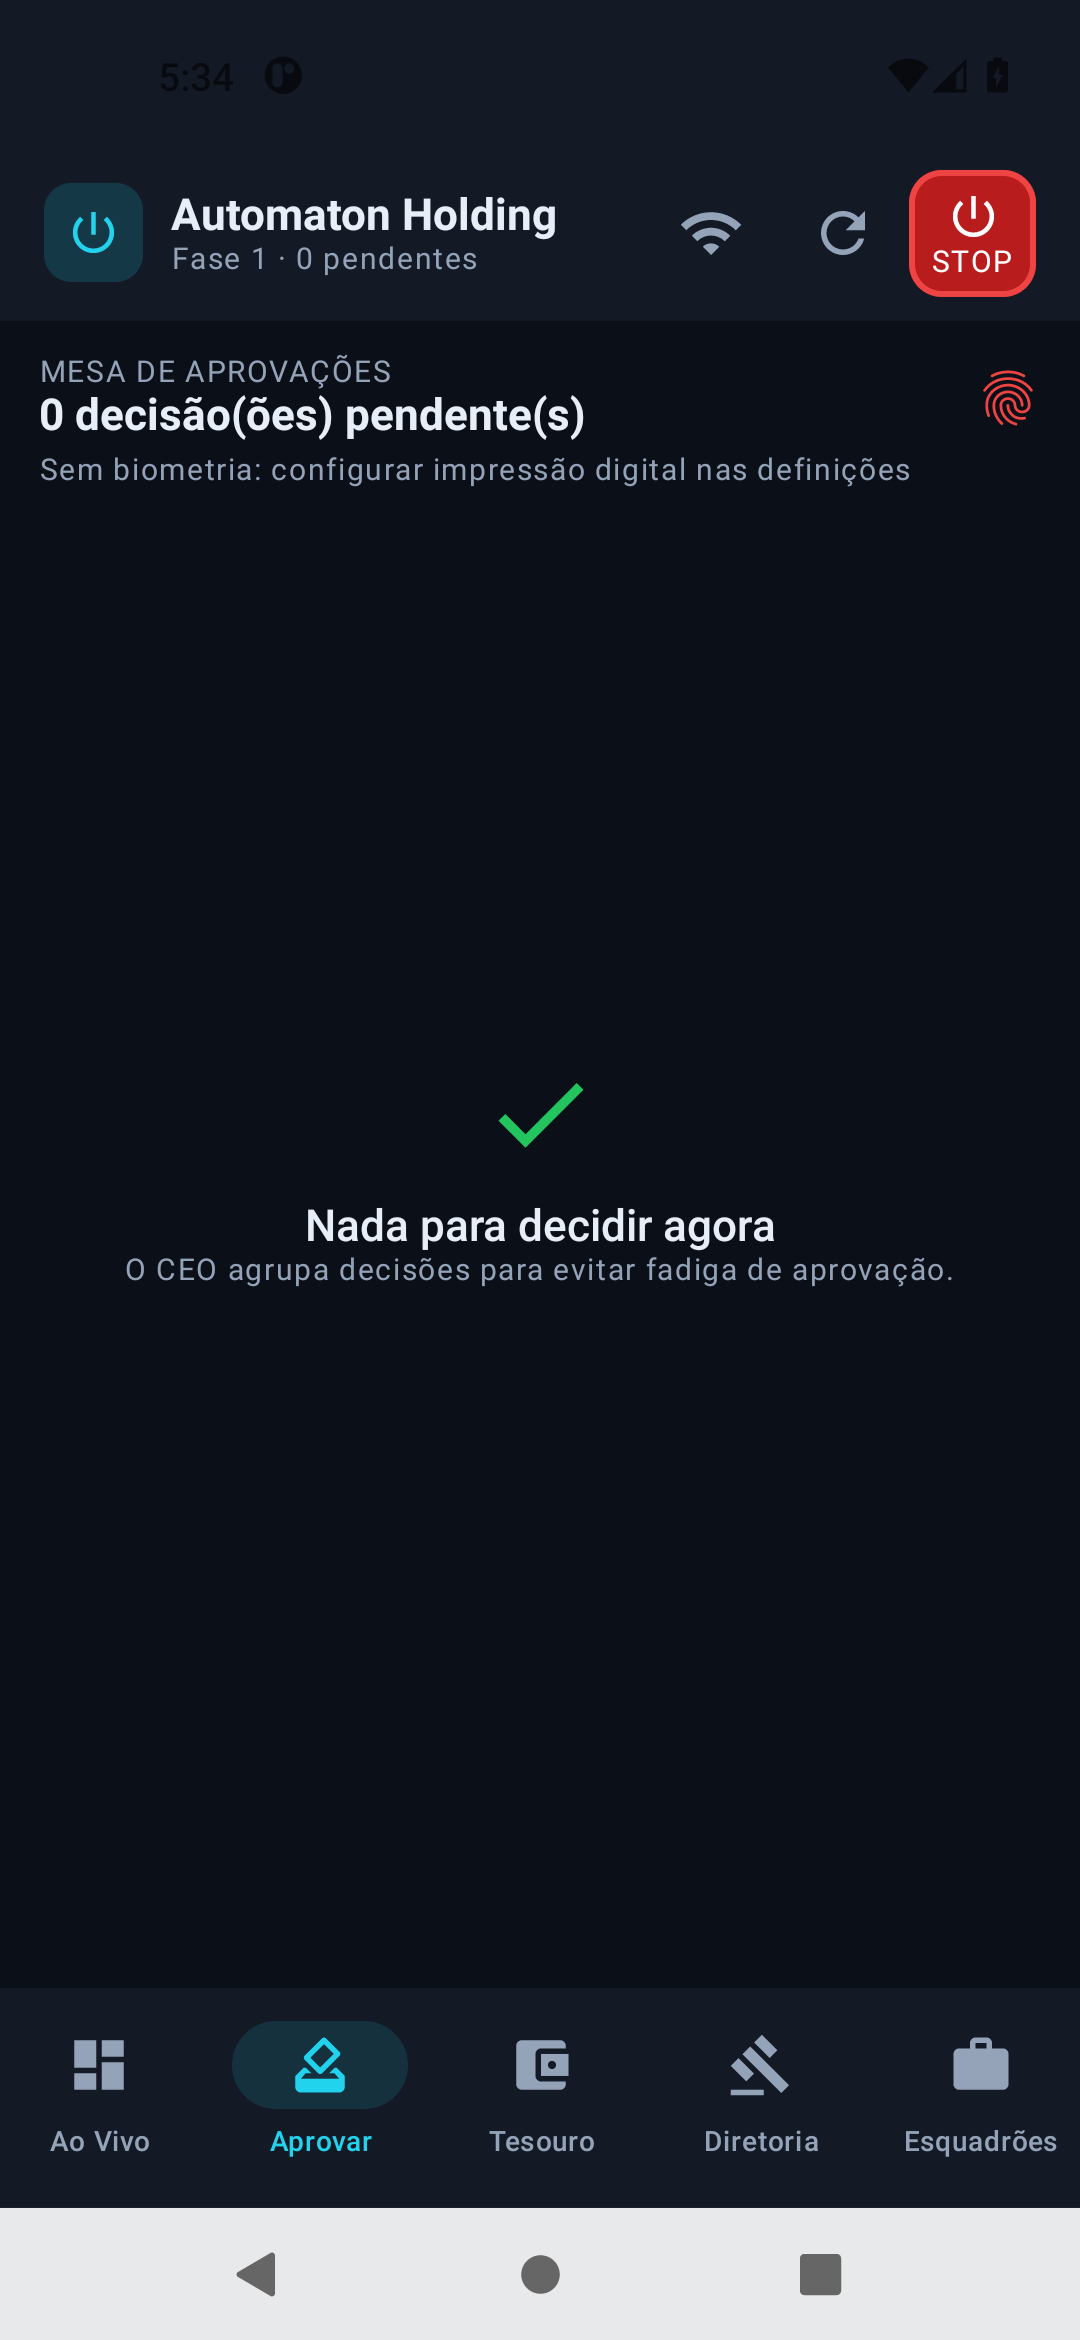 5:34
Automaton Holding
Fase 1 · 0 pendentes
STOP
MESA DE APROVAÇÕES
0 decisão(ões) pendente(s)
Sem biometria: configurar impressão digital nas definições
Nada para decidir agora
O CEO agrupa decisões para evitar fadiga de aprovação.
Ao Vivo
Aprovar
Tesouro
Diretoria
Esquadrões